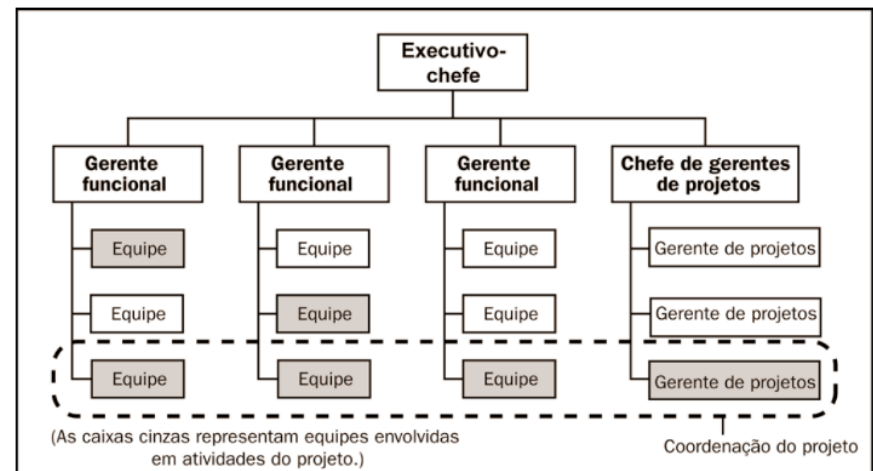 Executivo-
chefe
Gerente
funcional
Gerente
funcional
Gerente
funcional
Chefe de gerentes
de projetos
Equipe
Equipe
Equipe
Gerente de projetos
Equipe
Equipe
Equipe
Gerente de projetos
Equipe
Equipe
Equipe
Gerente de projetos
(As caixas cinzas representam equipes envolvidas
em atividades do projeto.)
Coordenação do projeto